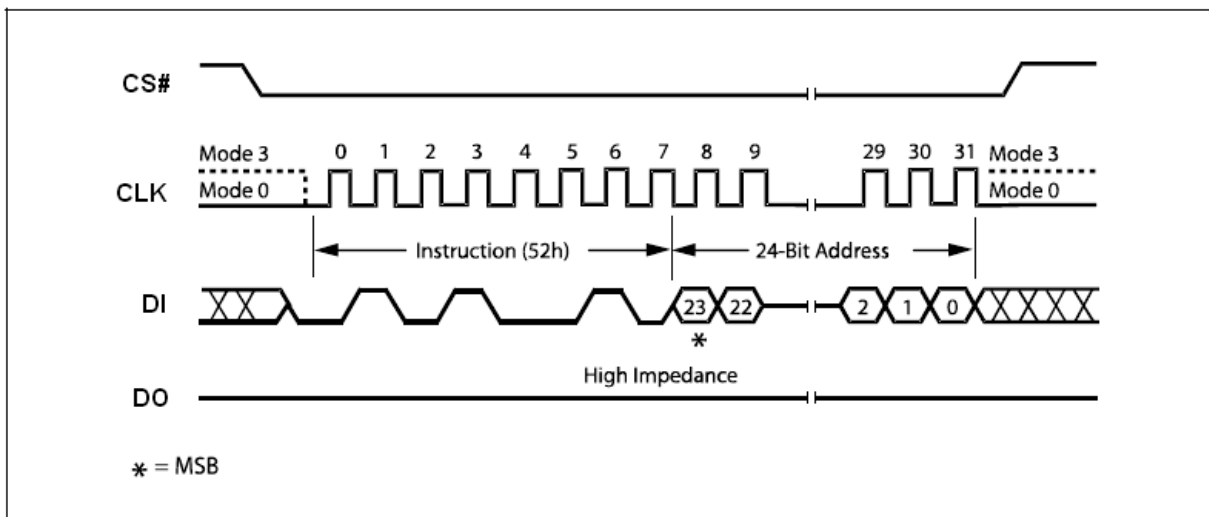 CS#
Mode 3 0 1 2 3 4 5 6 7 8 9 29 30 31 Mode 3
CLK Mode 0 Mode 0
Instruction (52h) 24-Bit Address
DI 23 22 2 1 0
*
High Impedance
DO
* = MSB